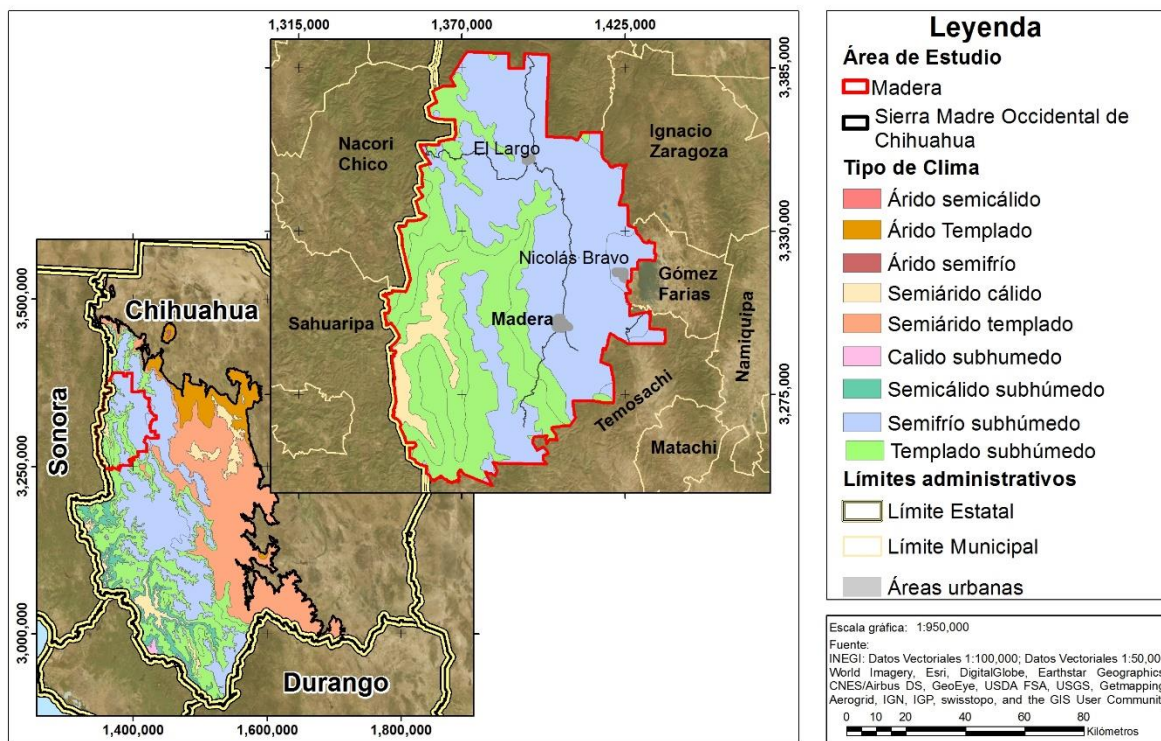 1,315,000
1,370,000
1,425,000
3,385,000
3,330,000
3,275,000
Nacori
Chico
El Largo
Ignacio
Zaragoza
Nicolás Bravo
Gómez
Farias
Sahuaripa
Madera
Namiquipa
Temosachi
Matachi
3,500,000
3,250,000
3,000,000
Chihuahua
Sonora
Durango
1,400,000
1,600,000
1,800,000
Leyenda
Área de Estudio
Madera
Sierra Madre Occidental de
Chihuahua
Tipo de Clima
Árido semicálido
Árido Templado
Árido semifrío
Semiárido cálido
Semiárido templado
Calido subhumedo
Semicálido subhúmedo
Semifrío subhúmedo
Templado subhúmedo
Límites administrativos
Límite Estatal
Límite Municipal
Áreas urbanas
Escala gráfica: 1:950,000
Fuente:
INEGI: Datos Vectoriales 1:100,000; Datos Vectoriales 1:50,00
World Imagery, Esri, DigitalGlobe, Earthstar Geographics
CNES/Airbus DS, GeoEye, USDA FSA, USGS, Getmapping
Aerogrid, IGN, IGP, swisstopo, and the GIS User Communit
0 10 20 40 60 80
Kilómetros